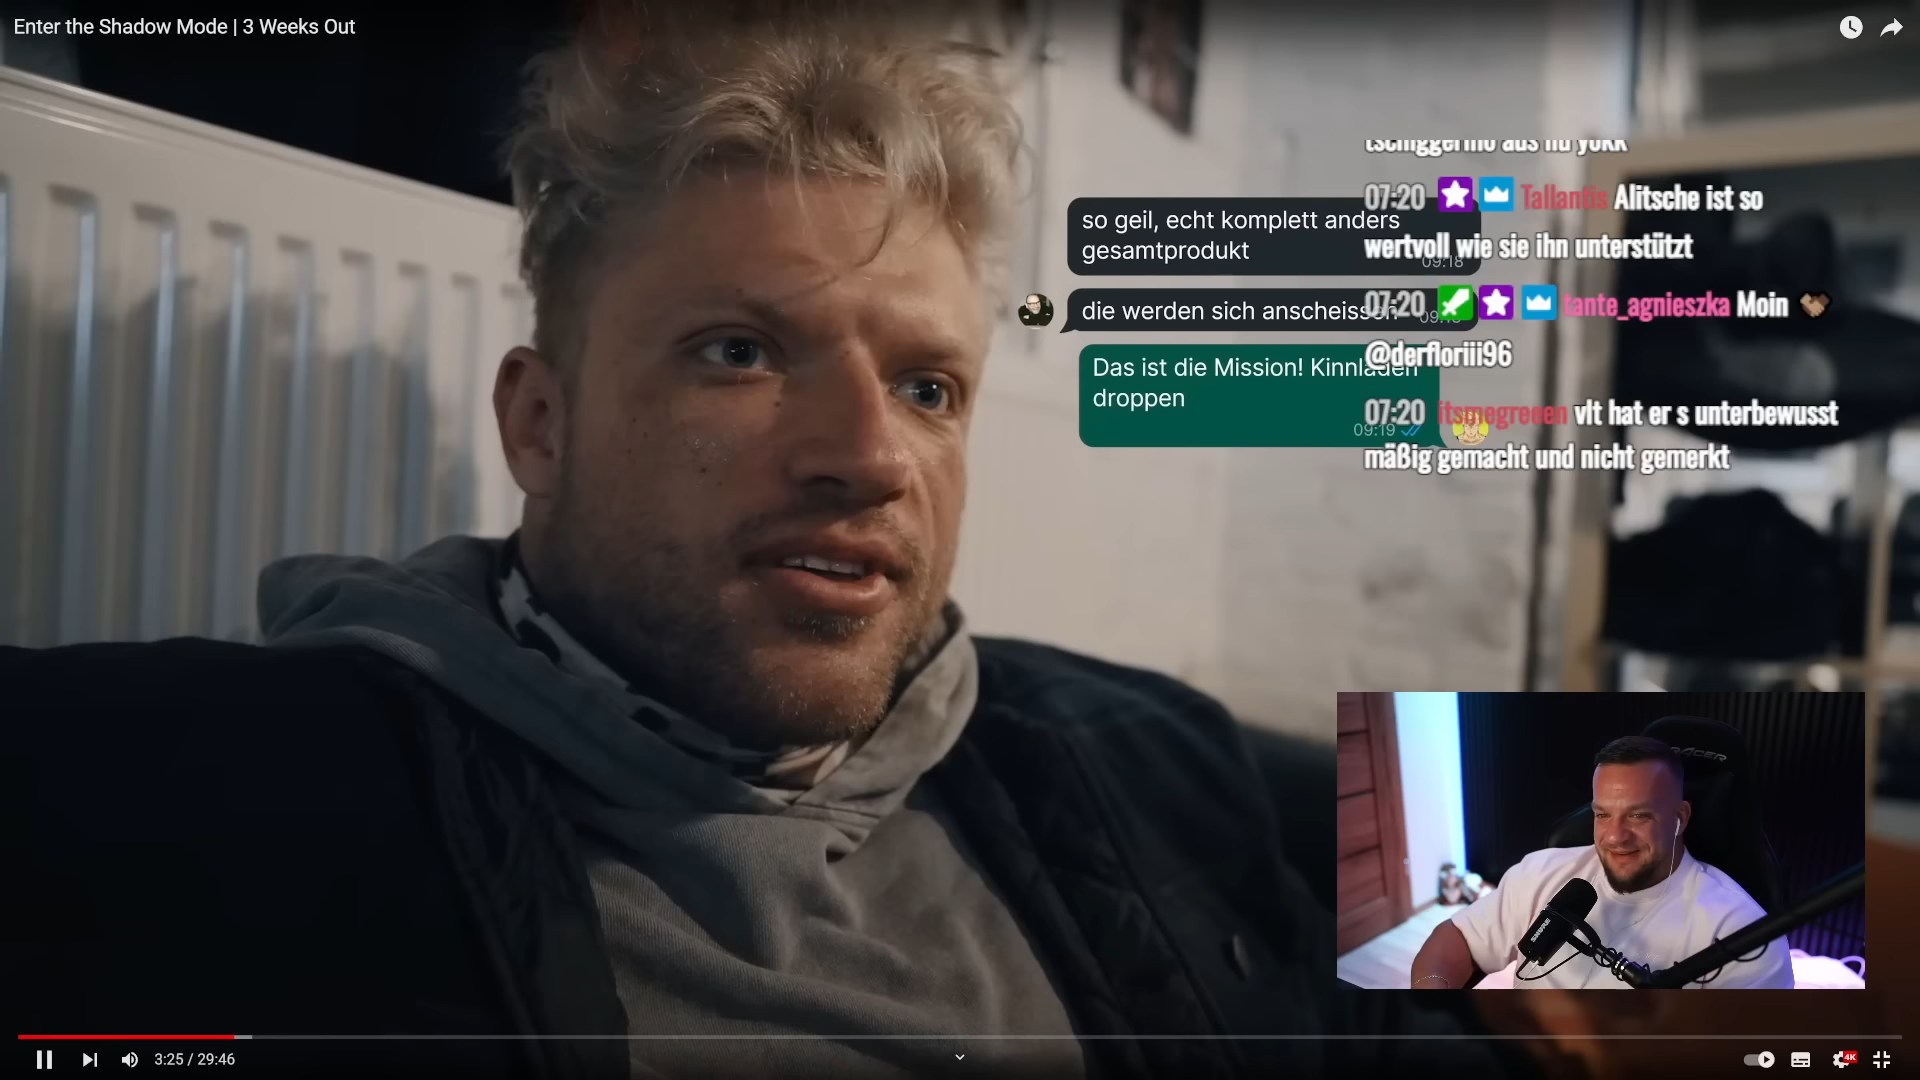 Enter the Shadow Mode | 3 Weeks Out
07:20 Tallantis Alitsche ist so
wertvoll wie sie ihn unterstützt
07:20 tante_agnieszka Moin
@derfloriii96
07:20 itsmegreeen vlt hat er s unterbewusst
mäßig gemacht und nicht gemerkt
so geil, echt komplett anders
gesamtprodukt
09:18
die werden sich anscheissen
Das ist die Mission! Kinnladen
droppen
09:19
SHURE
3:25 / 29:46
4K